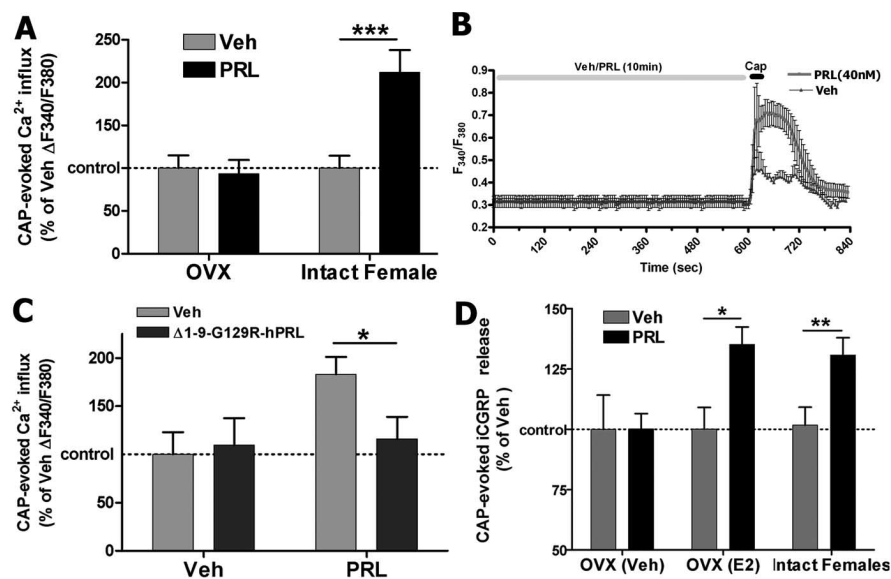 A
CAP-evoked Ca2+ influx
(% of Veh ΔF340/F380)
250
200
150
control
50
0
Veh
PRL
***
OVX
Intact Female
B
Veh/PRL (10min)
Cap
PRL(40nM)
Veh
F340/F380
0.9
0.8
0.7
0.6
0.5
0.4
0.3
0.2
0
120
240
360
480
600
720
840
Time (sec)
C
CAP-evoked Ca2+ influx
(% of Veh ΔF340/F380)
200
150
control
50
0
Veh
Δ1-9-G129R-hPRL
*
Veh
PRL
D
CAP-evoked iCGRP release
(% of Veh )
150
125
control
75
50
Veh
PRL
*
**
OVX (Veh)
OVX (E2)
Intact Females